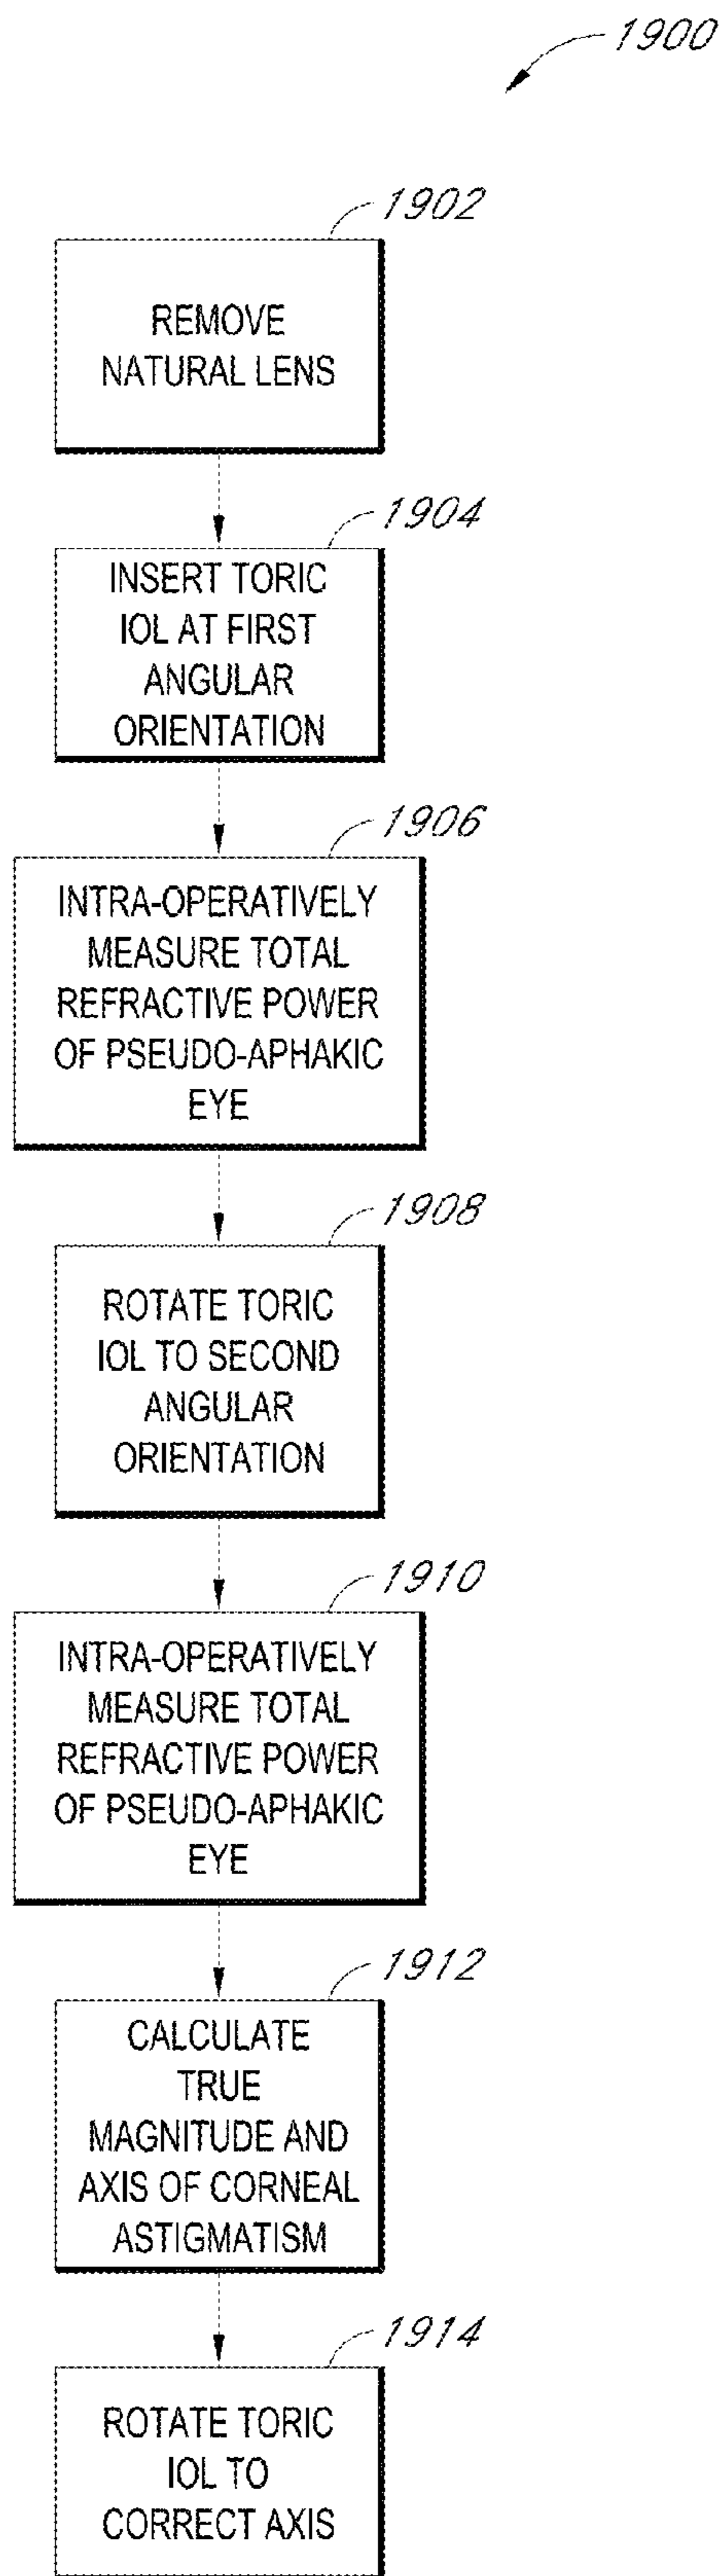 1900
1902
REMOVE
NATURAL LENS
1904
INSERT TORIC
IOL AT FIRST
ANGULAR
ORIENTATION
1906
INTRA-OPERATIVELY
MEASURE TOTAL
REFRACTIVE POWER
OF PSEUDO-APHAKIC
EYE
1908
ROTATE TORIC
IOL TO SECOND
ANGULAR
ORIENTATION
1910
INTRA-OPERATIVELY
MEASURE TOTAL
REFRACTIVE POWER
OF PSEUDO-APHAKIC
EYE
1912
CALCULATE
TRUE
MAGNITUDE AND
AXIS OF CORNEAL
ASTIGMATISM
1914
ROTATE TORIC
IOL TO
CORRECT AXIS